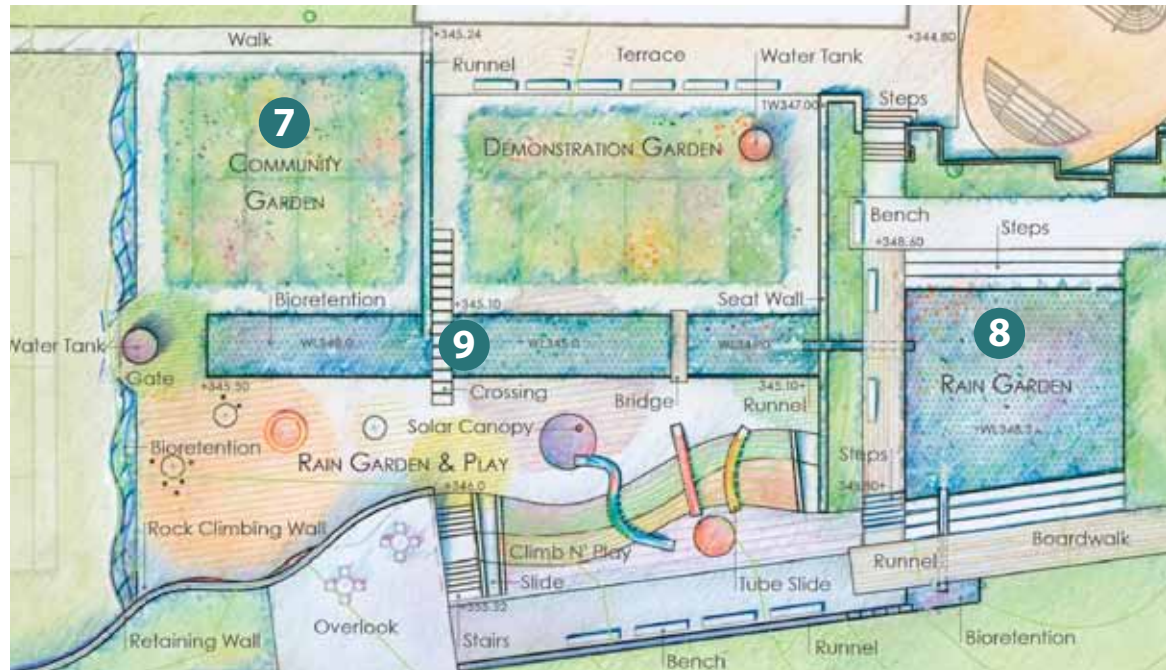 Walk
+345.24
Runnel
Terrace
Water Tank
+344.80
TW347.00+
Steps
7
COMMUNITY
GARDEN
DEMONSTRATION GARDEN
Bench
+348.60
Steps
Bioretention
+345.10
Seat Wall
Water Tank
9
WL345.0
8
RAIN GARDEN
Gate
+345.50
Crossing
Bridge
345.10+
Runnel
Solar Canopy
Bioretention
RAIN GARDEN & PLAY
+346.0
Steps
Rock Climbing Wall
Climb N' Play
Slide
Tube Slide
Runnel
Boardwalk
Overlook
Retaining Wall
Stairs
Bench
Runnel
Bioretention